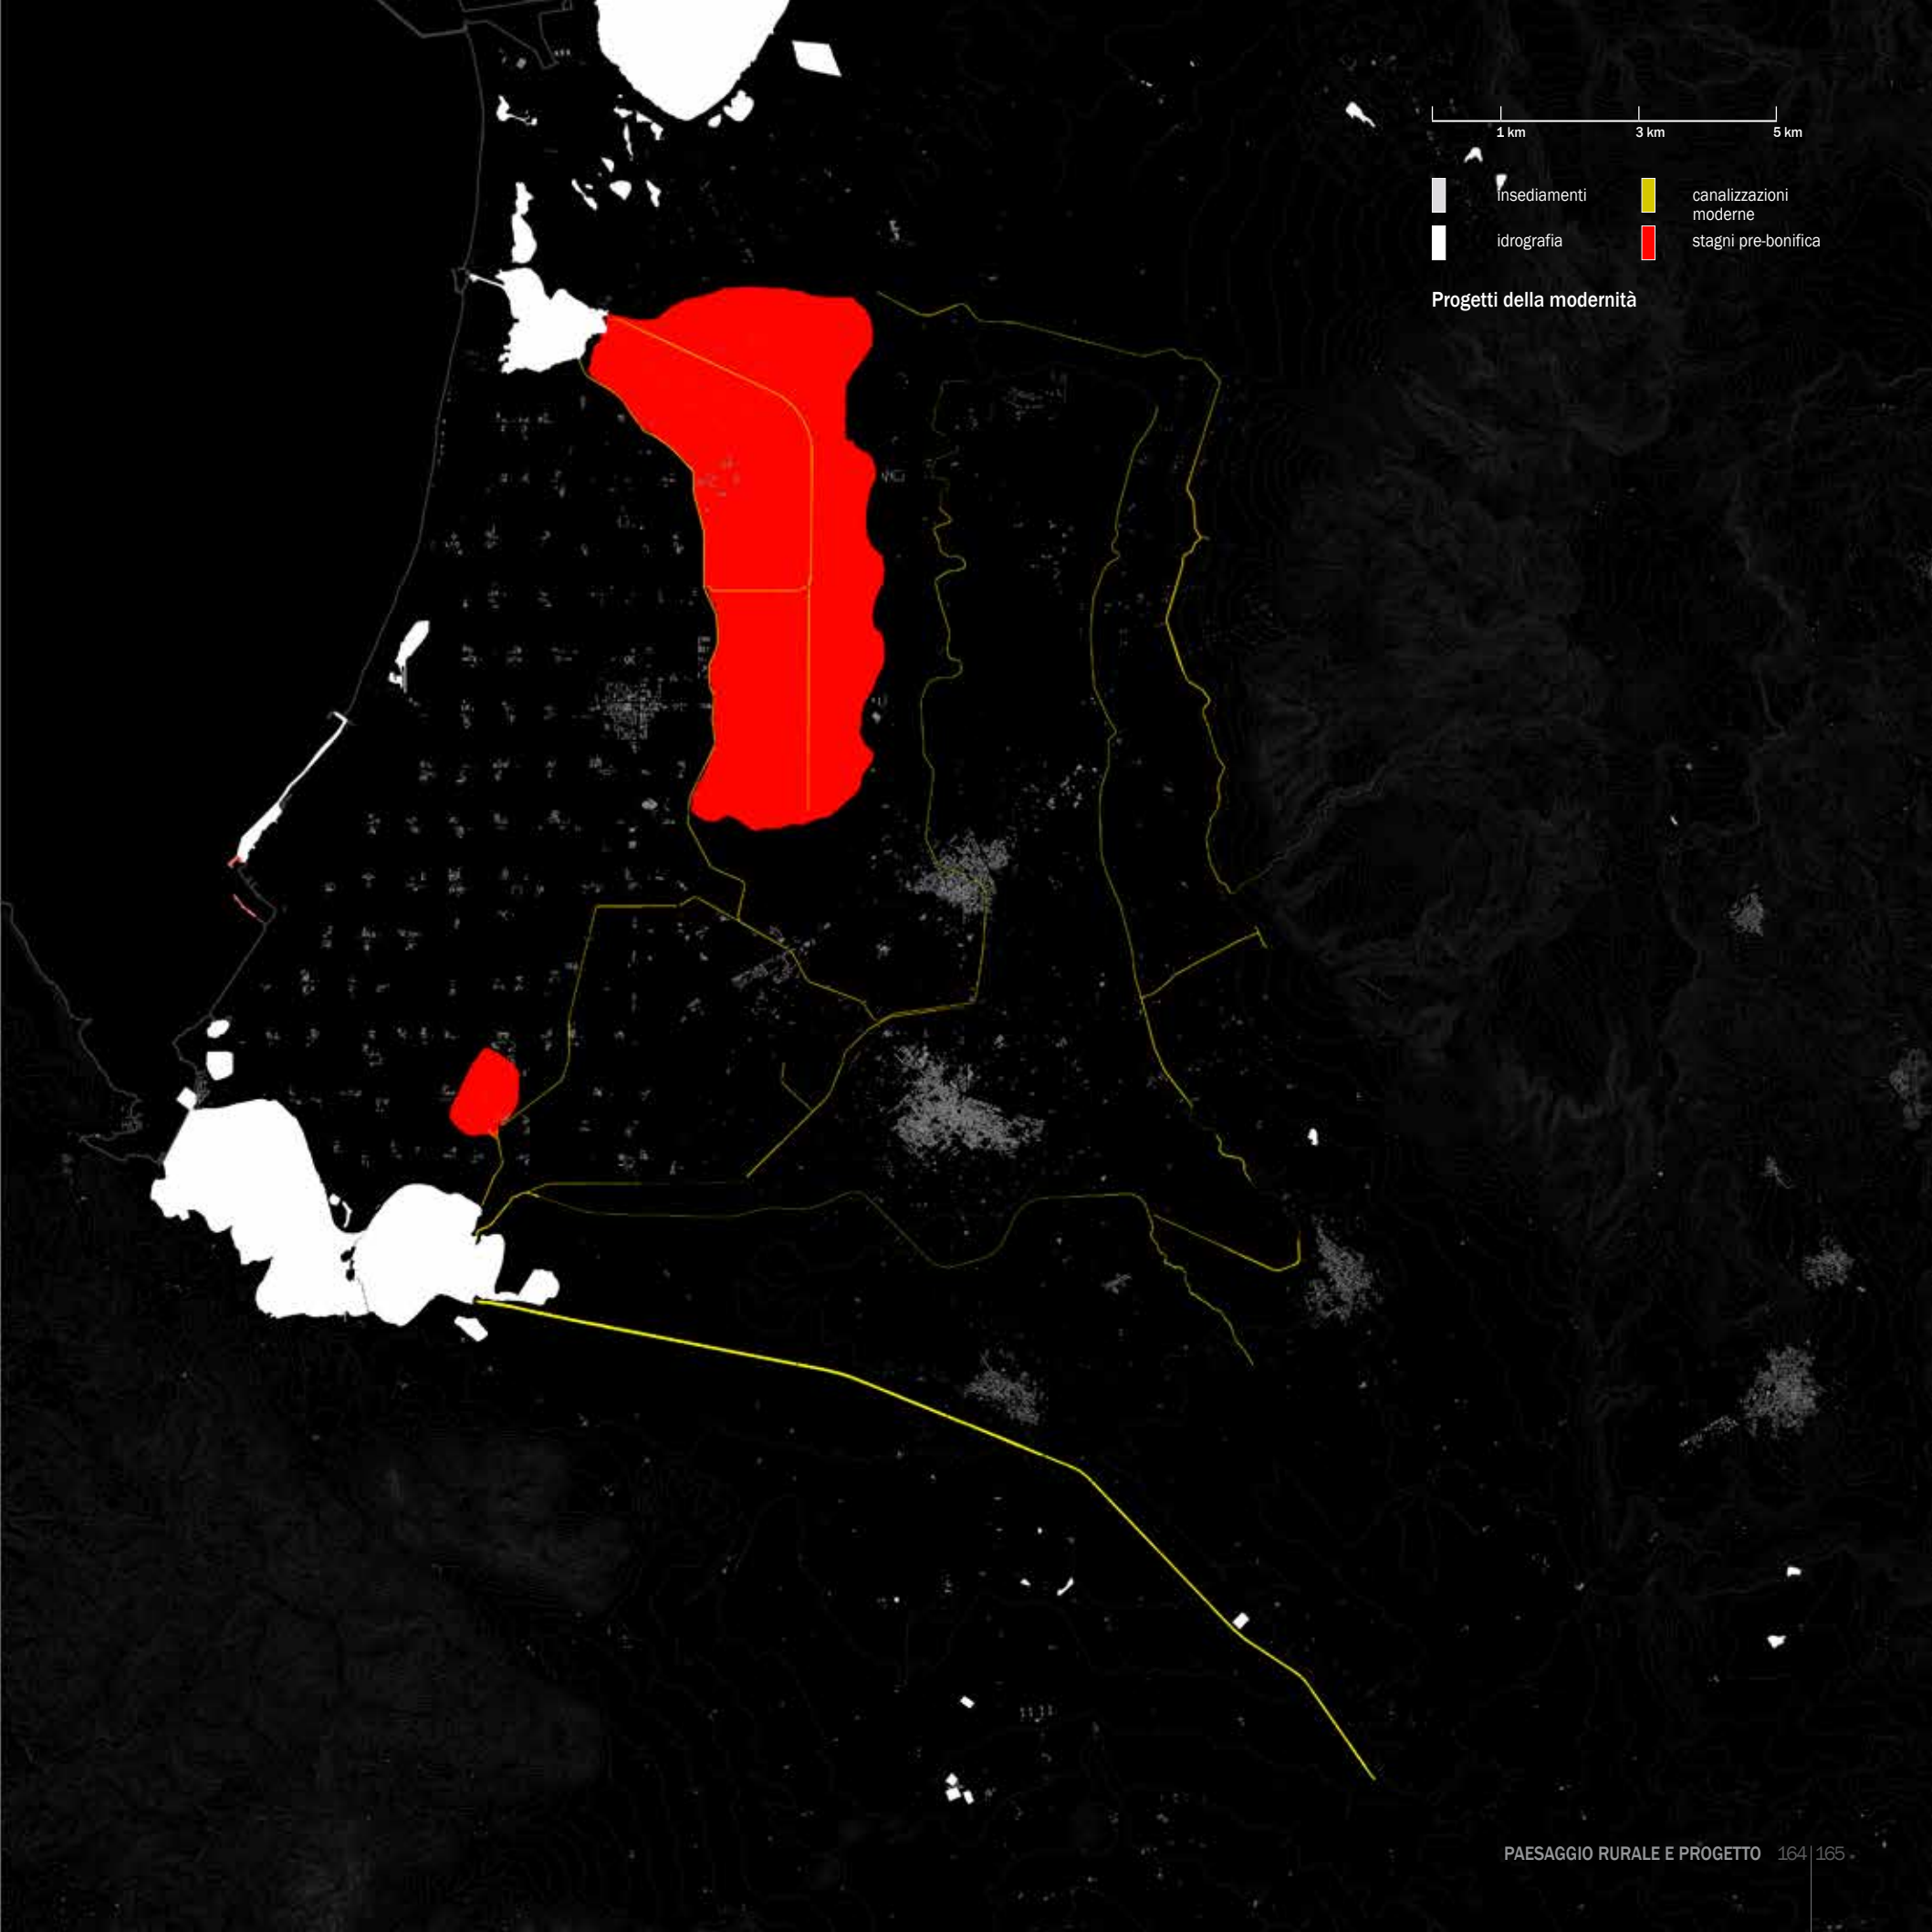 1 km 3 km 5 km
insediamenti
idrografia
canalizzazioni
moderne
stagni pre-bonifica
Progetti della modernità
PAESAGGIO RURALE E PROGETTO 164 165